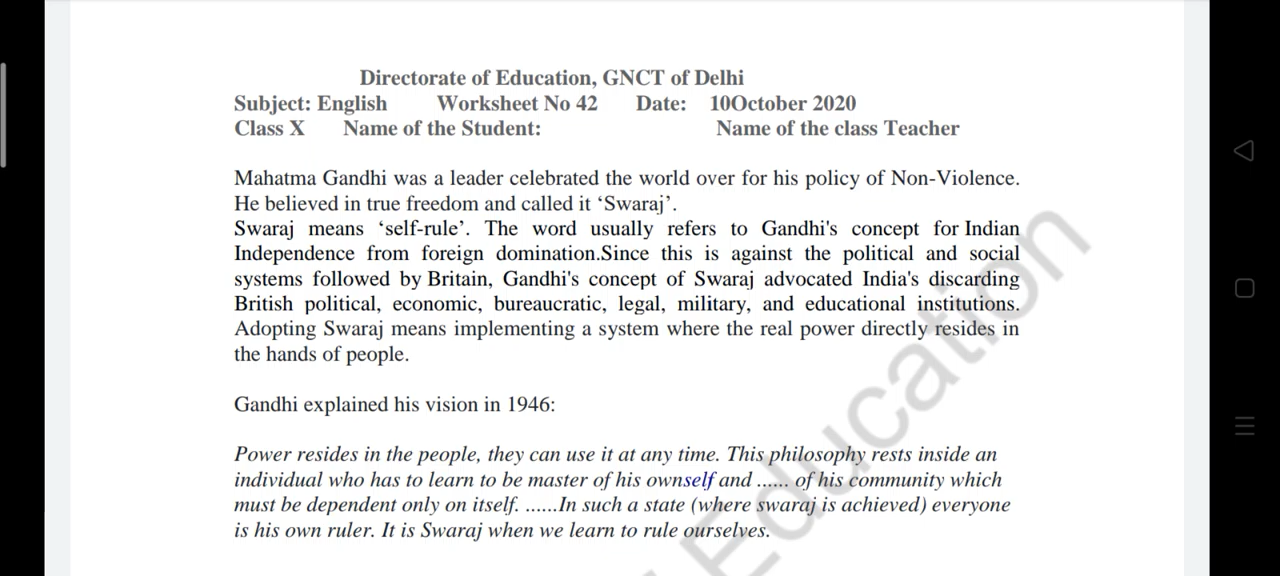 Directorate of Education, GNCT of Delhi
Subject: English Worksheet No 42 Date: 10October 2020
Class X Name of the Student: Name of the class Teacher
Mahatma Gandhi was a leader celebrated the world over for his policy of Non-Violence.
He believed in true freedom and called it ‘Swaraj’.
Swaraj means ‘self-rule’. The word usually refers to Gandhi's concept for Indian
Independence from foreign domination.Since this is against the political and social
systems followed by Britain, Gandhi's concept of Swaraj advocated India's discarding
British political, economic, bureaucratic, legal, military, and educational institutions.
Adopting Swaraj means implementing a system where the real power directly resides in
the hands of people.
Gandhi explained his vision in 1946:
Power resides in the people, they can use it at any time. This philosophy rests inside an
individual who has to learn to be master of his ownself and ...... of his community which
must be dependent only on itself. ......In such a state (where swaraj is achieved) everyone
is his own ruler. It is Swaraj when we learn to rule ourselves.
Education